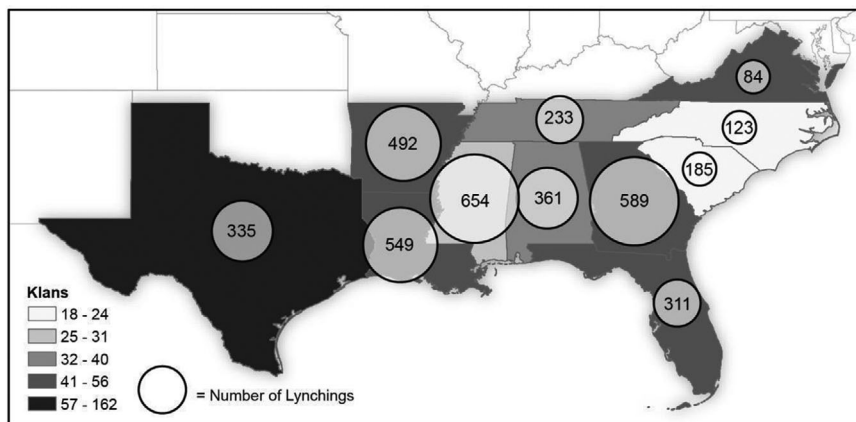 84
233
123
492
185
654
361
589
335
549
311
Klans
18 - 24
25 - 31
32 - 40
41 - 56
57 - 162
= Number of Lynchings